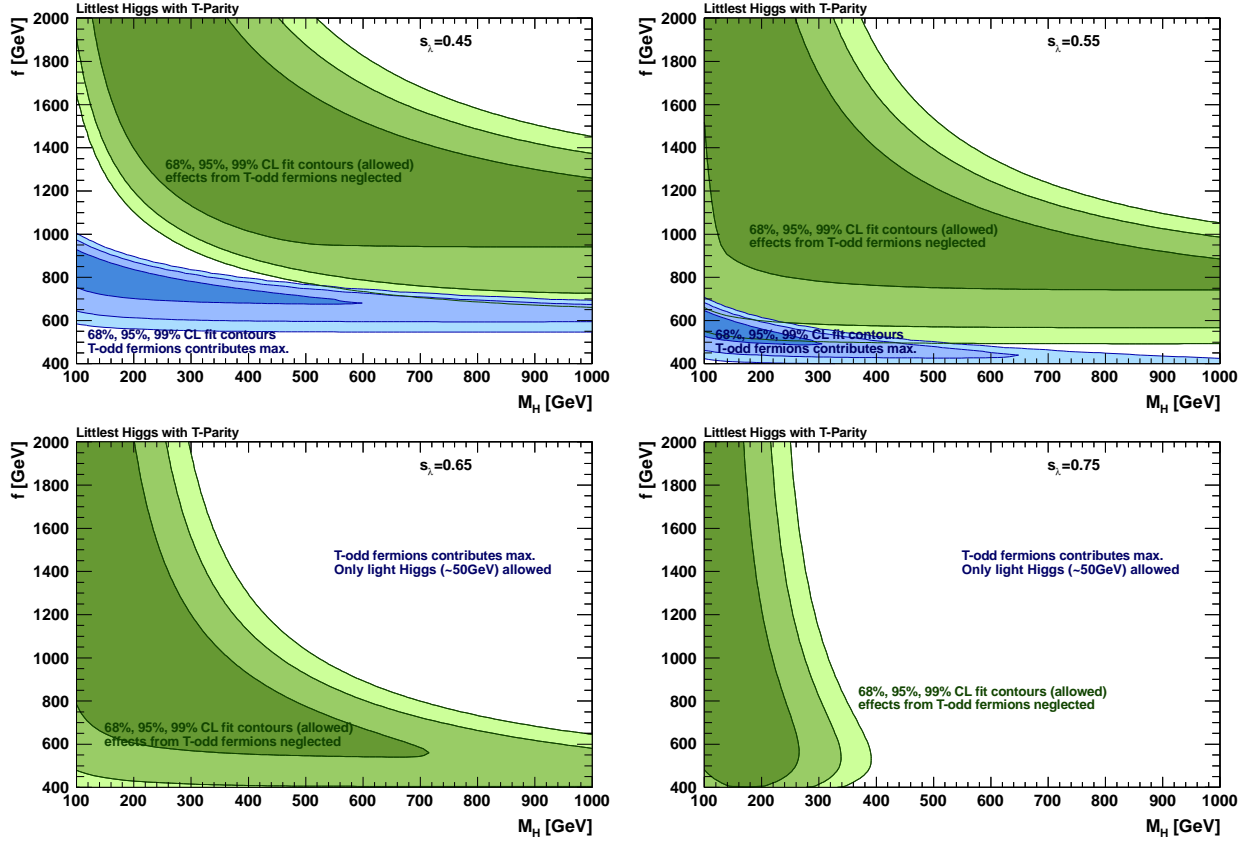 Littlest Higgs with T-Parity
f [GeV]
2000
1800
1600
1400
1200
1000
800
600
400
s_λ=0.45
68%, 95%, 99% CL fit contours (allowed)
effects from T-odd fermions neglected
68%, 95%, 99% CL fit contours
T-odd fermions contributes max.
100 200 300 400 500 600 700 800 900 1000
M_H [GeV]
Littlest Higgs with T-Parity
f [GeV]
2000
1800
1600
1400
1200
1000
800
600
400
s_λ=0.55
68%, 95%, 99% CL fit contours (allowed)
effects from T-odd fermions neglected
68%, 95%, 99% CL fit contours
T-odd fermions contributes max.
100 200 300 400 500 600 700 800 900 1000
M_H [GeV]
Littlest Higgs with T-Parity
f [GeV]
2000
1800
1600
1400
1200
1000
800
600
400
s_λ=0.65
T-odd fermions contributes max.
Only light Higgs (~50GeV) allowed
68%, 95%, 99% CL fit contours (allowed)
effects from T-odd fermions neglected
100 200 300 400 500 600 700 800 900 1000
M_H [GeV]
Littlest Higgs with T-Parity
f [GeV]
2000
1800
1600
1400
1200
1000
800
600
400
s_λ=0.75
T-odd fermions contributes max.
Only light Higgs (~50GeV) allowed
68%, 95%, 99% CL fit contours (allowed)
effects from T-odd fermions neglected
100 200 300 400 500 600 700 800 900 1000
M_H [GeV]